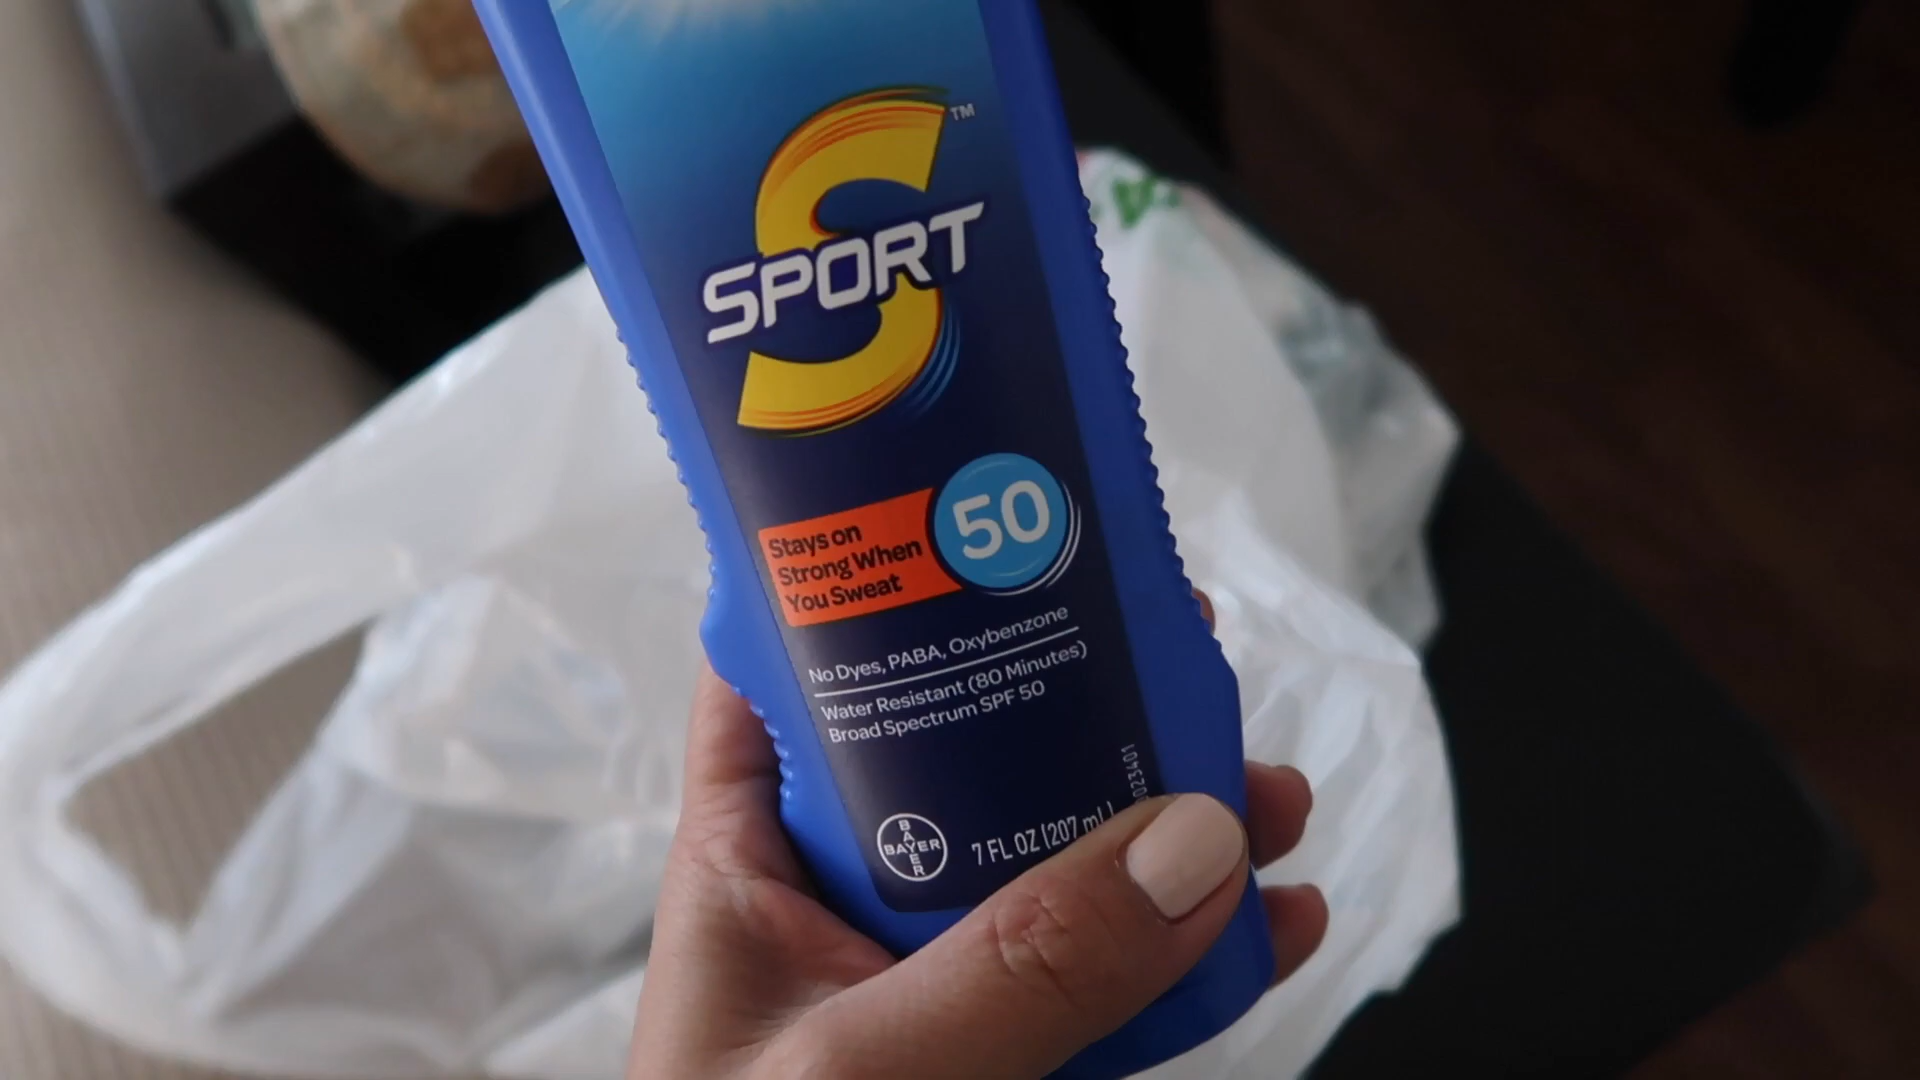 S
TM
SPORT
50
Stays on
Strong When
You Sweat
No Dyes, PABA, Oxybenzone
Water Resistant (80 Minutes)
Broad Spectrum SPF 50
BAYER
BAYER
7 FL OZ (207 mL)